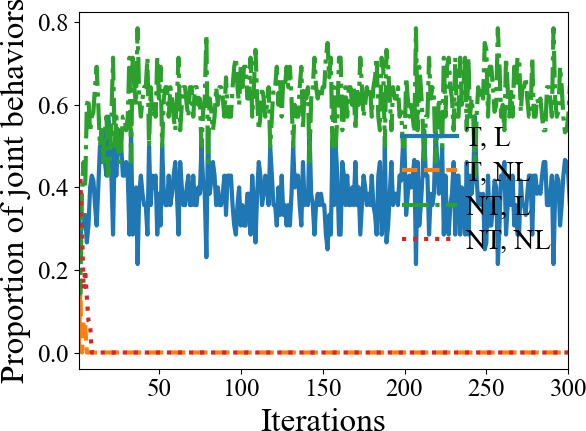 Proportion of joint behaviors
0.8
0.6
0.4
0.2
0.0
T, L
T, NL
NT, L
NT, NL
50
100
150
200
250
300
Iterations